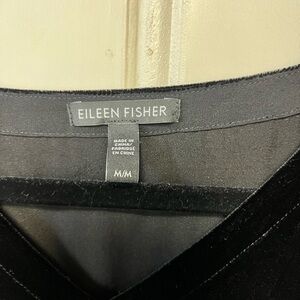 EILEEN FISHER
MADE IN
CHINA/
FABRIQUÉ
EN CHINE
M/M